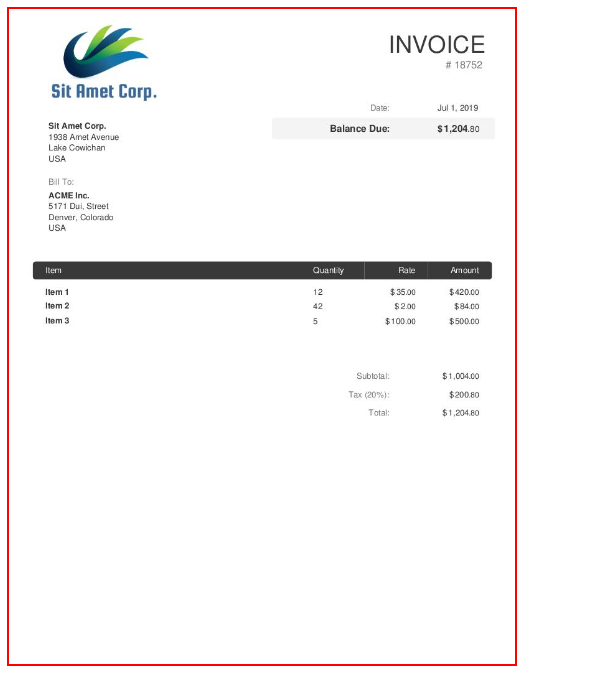 INVOICE
# 18752
Sit Amet Corp.
Date: Jul 1, 2019
Balance Due: $1,204.80
Sit Amet Corp.
1938 Amet Avenue
Lake Cowichan
USA
Bill To:
ACME Inc.
5171 Dui, Street
Denver, Colorado
USA
Item Quantity Rate Amount
Item 1 12 $35.00 $420.00
Item 2 42 $2.00 $84.00
Item 3 5 $100.00 $500.00
Subtotal: $1,004.00
Tax (20%): $200.80
Total: $1,204.80